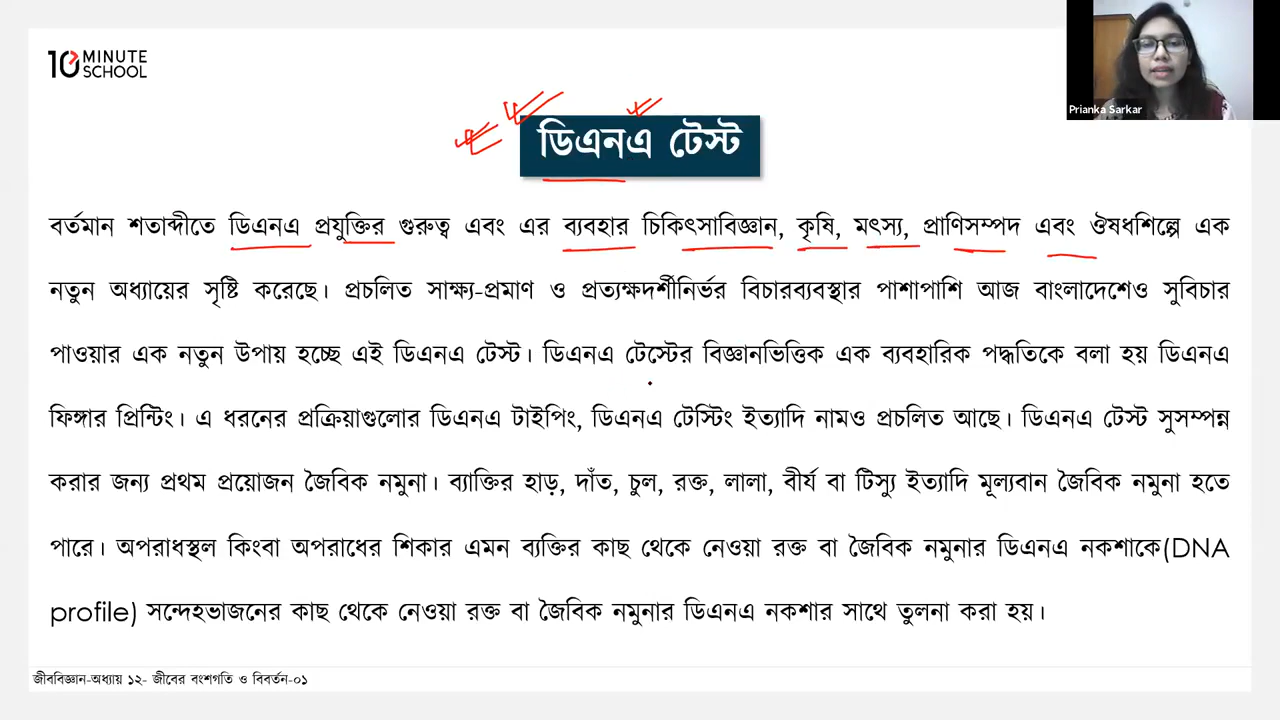 10 MINUTE SCHOOL
Prianka Sarkar
ডিএনএ টেস্ট
বর্তমান শতাব্দীতে ডিএনএ প্রযুক্তির গুরুত্ব এবং এর ব্যবহার চিকিৎসাবিজ্ঞান, কৃষি, মৎস্য, প্রাণিসম্পদ এবং ঔষধশিল্পে এক
নতুন অধ্যায়ের সৃষ্টি করেছে। প্রচলিত সাক্ষ্য-প্রমাণ ও প্রত্যক্ষদর্শীনির্ভর বিচারব্যবস্থার পাশাপাশি আজ বাংলাদেশেও সুবিচার
পাওয়ার এক নতুন উপায় হচ্ছে এই ডিএনএ টেস্ট। ডিএনএ টেস্টের বিজ্ঞানভিত্তিক এক ব্যবহারিক পদ্ধতিকে বলা হয় ডিএনএ
ফিঙ্গার প্রিন্টিং। এ ধরনের প্রক্রিয়াগুলোর ডিএনএ টাইপিং, ডিএনএ টেস্টিং ইত্যাদি নামও প্রচলিত আছে। ডিএনএ টেস্ট সুসম্পন্ন
করার জন্য প্রথম প্রয়োজন জৈবিক নমুনা। ব্যাক্তির হাড়, দাঁত, চুল, রক্ত, লালা, বীর্য বা টিস্যু ইত্যাদি মূল্যবান জৈবিক নমুনা হতে
পারে। অপরাধস্থল কিংবা অপরাধের শিকার এমন ব্যক্তির কাছ থেকে নেওয়া রক্ত বা জৈবিক নমুনার ডিএনএ নকশাকে(DNA
profile) সন্দেহভাজনের কাছ থেকে নেওয়া রক্ত বা জৈবিক নমুনার ডিএনএ নকশার সাথে তুলনা করা হয়।
জীববিজ্ঞান-অধ্যায় ১২- জীবের বংশগতি ও বিবর্তন-০১